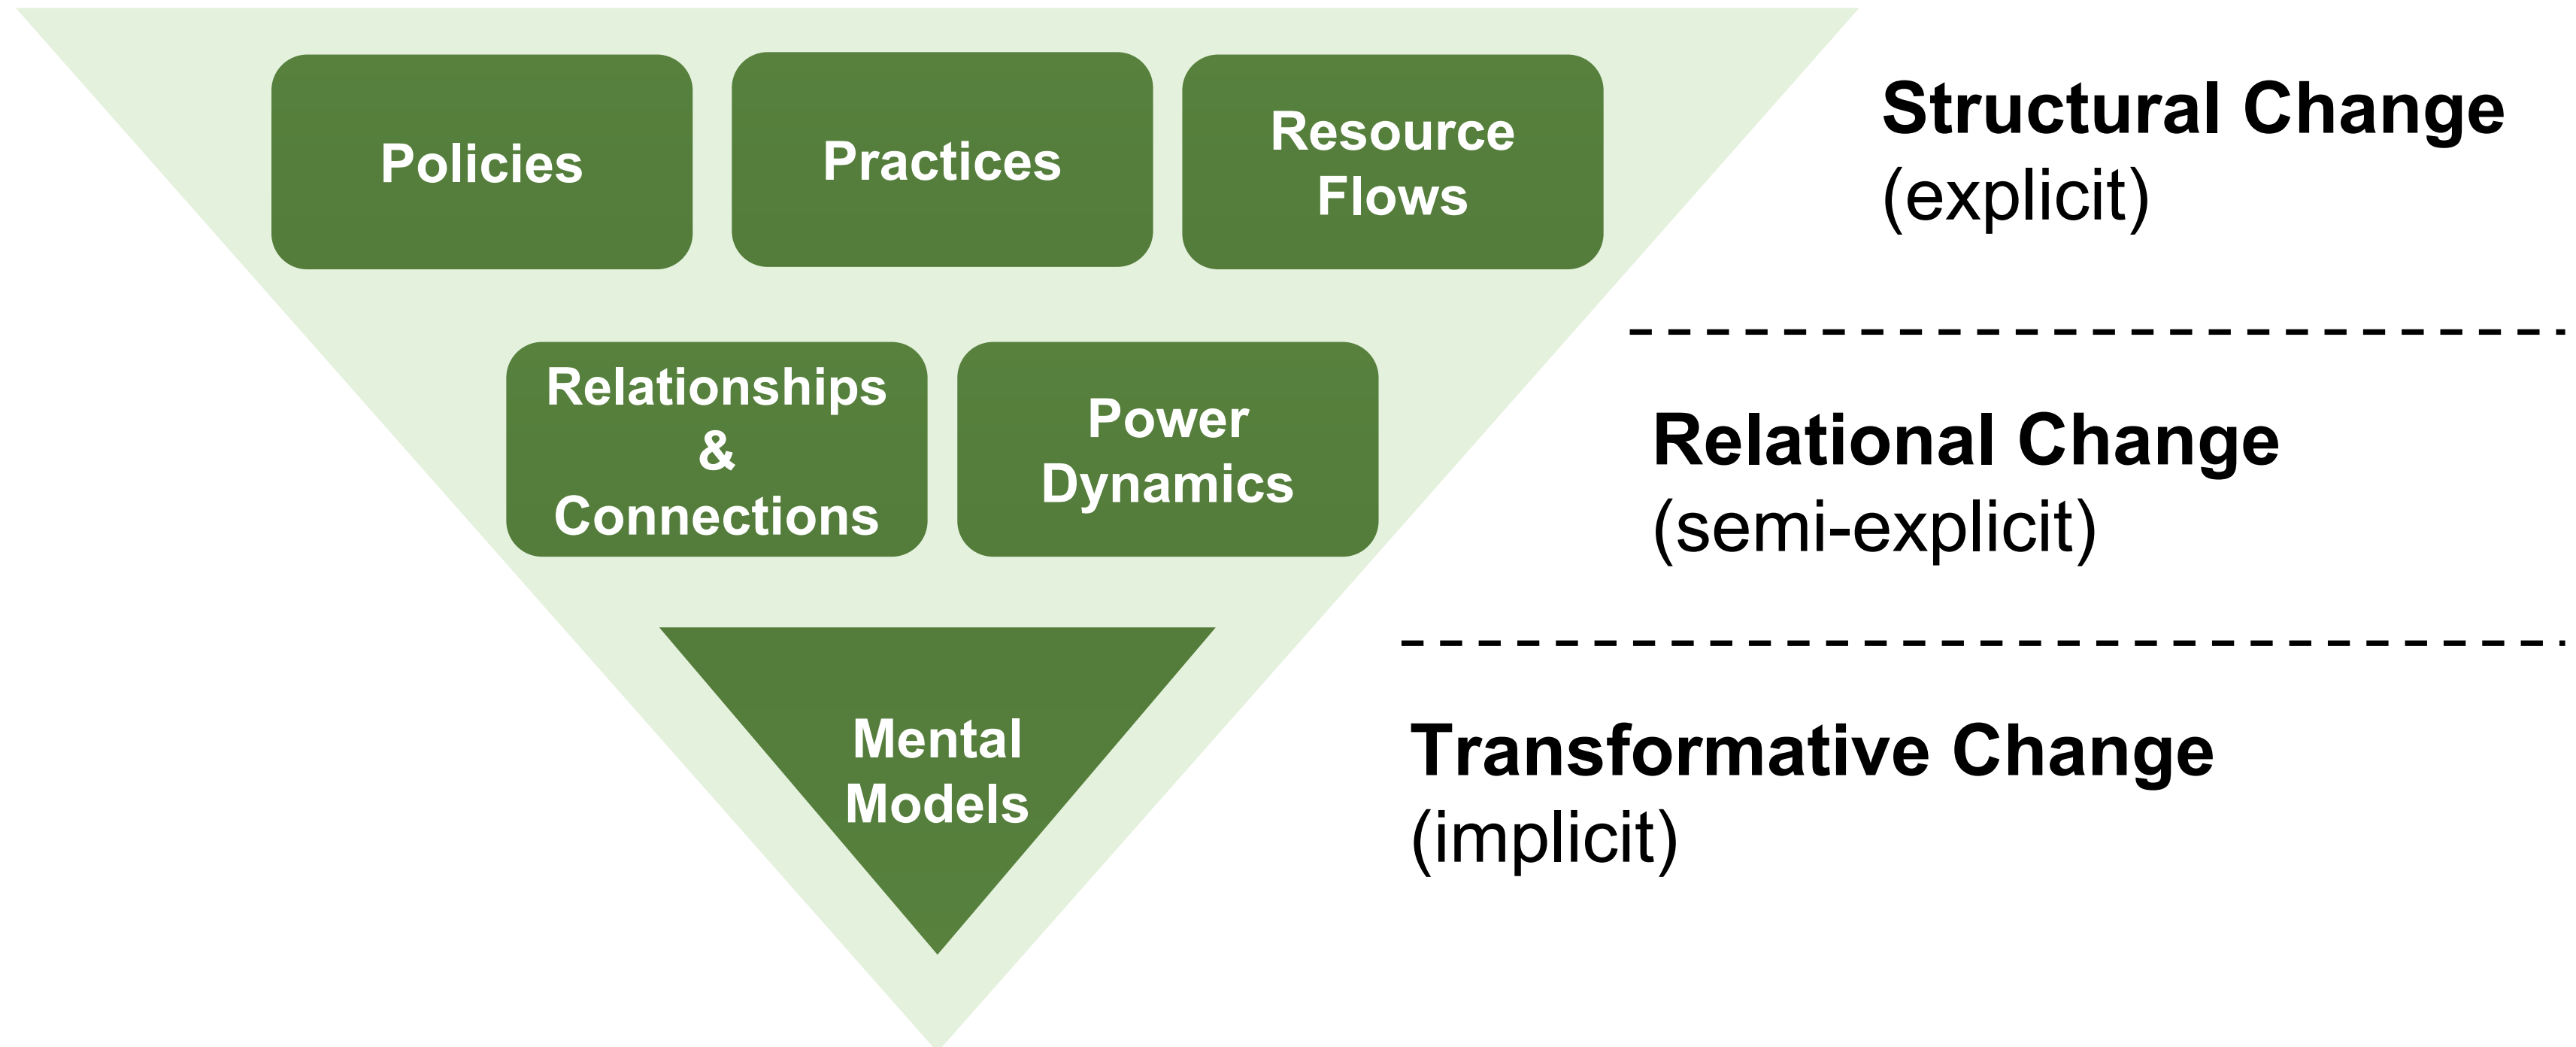 Policies
Practices
Resource
Flows
Structural Change
(explicit)
Relationships
&
Connections
Power
Dynamics
Relational Change
(semi-explicit)
Mental
Models
Transformative Change
(implicit)